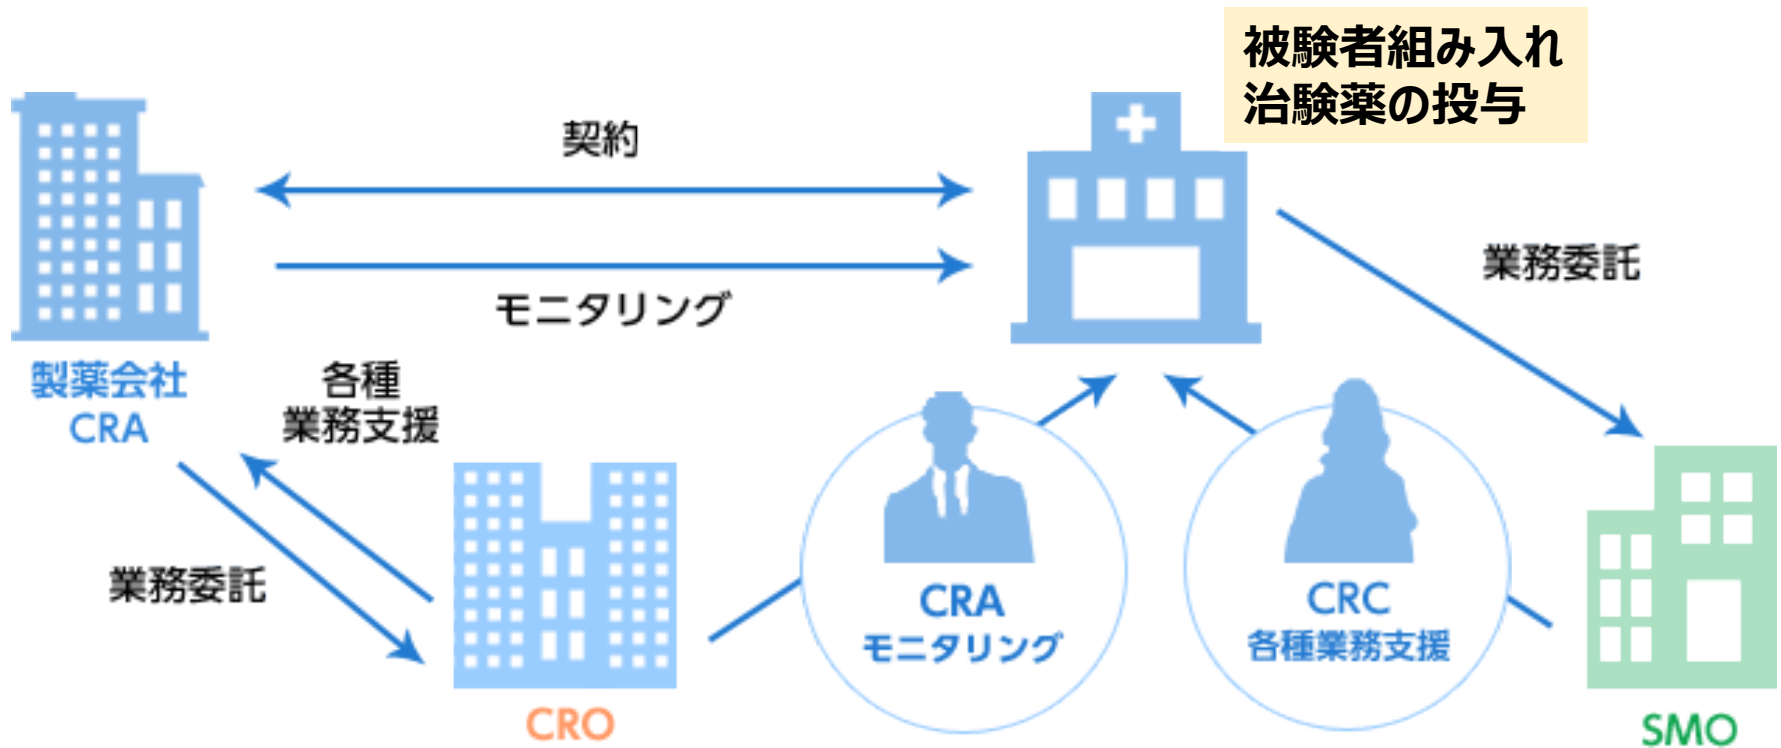 被験者組み入れ
治験薬の投与
契約
モニタリング
業務委託
製薬会社
CRA
各種
業務支援
業務委託
CRO
CRA
モニタリング
CRC
各種業務支援
SMO